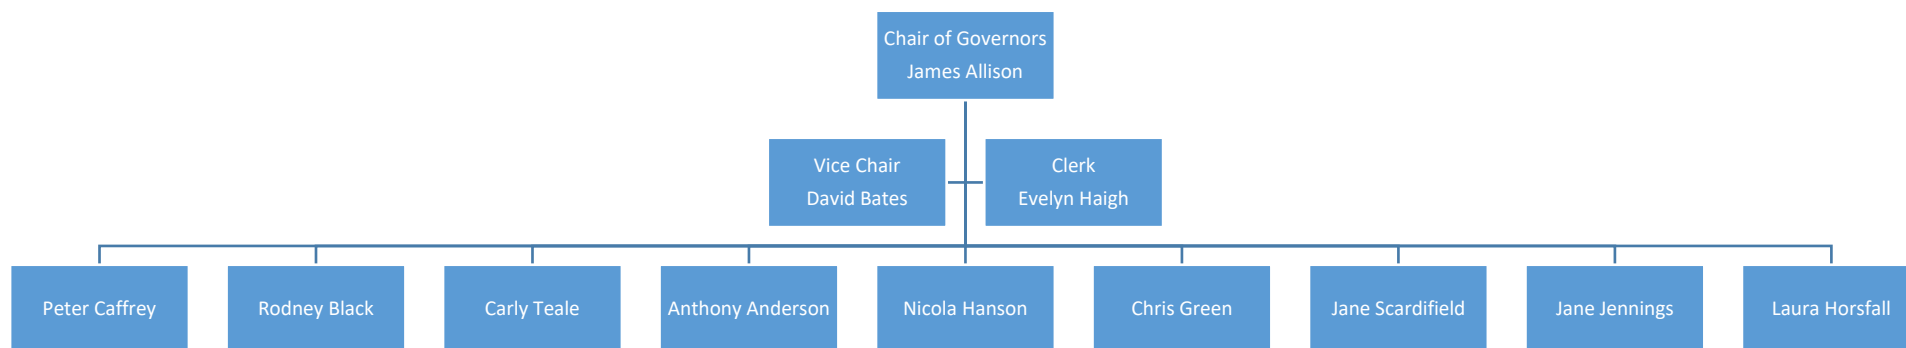 Chair of Governors
James Allison
Vice Chair
David Bates
Clerk
Evelyn Haigh
Peter Caffrey
Rodney Black
Carly Teale
Anthony Anderson
Nicola Hanson
Chris Green
Jane Scardifield
Jane Jennings
Laura Horsfall